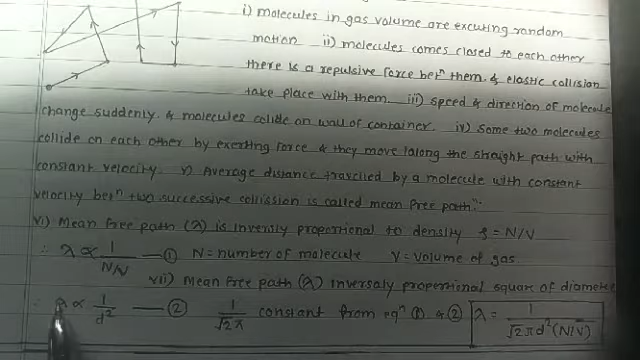 i) molecules in gas volume are excuting random
motion ii) molecules comes closed to each other
there is a repulsive force betn them. & elastic collision
take place with them. iii) speed & direction of molecule
change suddenly & molecules collide on wall of container. iv) some two molecules
collide on each other by exerting force & they move lalong the straight path with
constant velocity. v) Average distance travelled by a molecule with constant
velocity betn two successive collission is called mean free path".
vi) Mean free path (λ) is inversly proportional to density ρ = N/V
∴ λ ∝ 1/N/V — ① N = number of molecule V = volume of gas
vii) Mean free path (λ) inversaly proportional square of diameter
∴ λ ∝ 1/d² — ② 1/√2π constant from eqn ① & ② λ = 1/√2πd²(N/V)